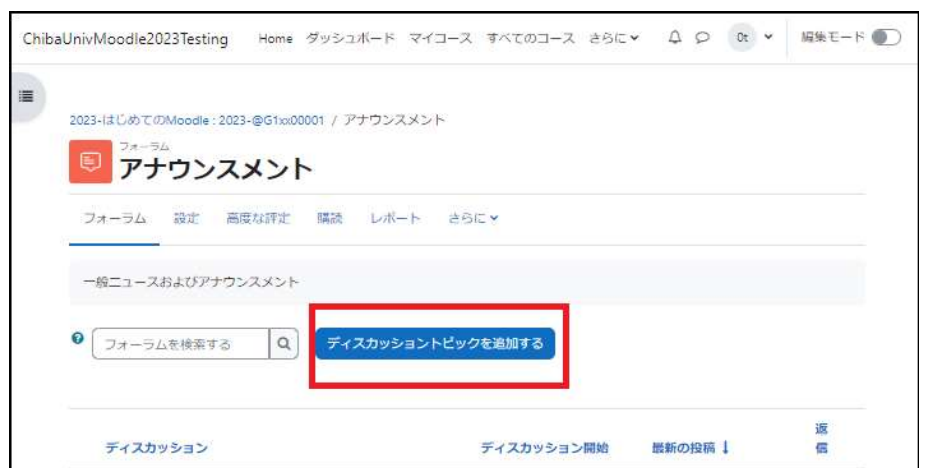 ChibaUnivMoodle2023Testing Home ダッシュボード マイコース すべてのコース さらに 0t 編集モード
2023-はじめてのMoodle : 2023-@G1xx00001 / アナウンスメント
フォーラム
アナウンスメント
フォーラム 設定 高度な評定 購読 レポート さらに
一般ニュースおよびアナウンスメント
フォーラムを検索する ディスカッショントピックを追加する
ディスカッション ディスカッション開始 最新の投稿 ↓ 返
信